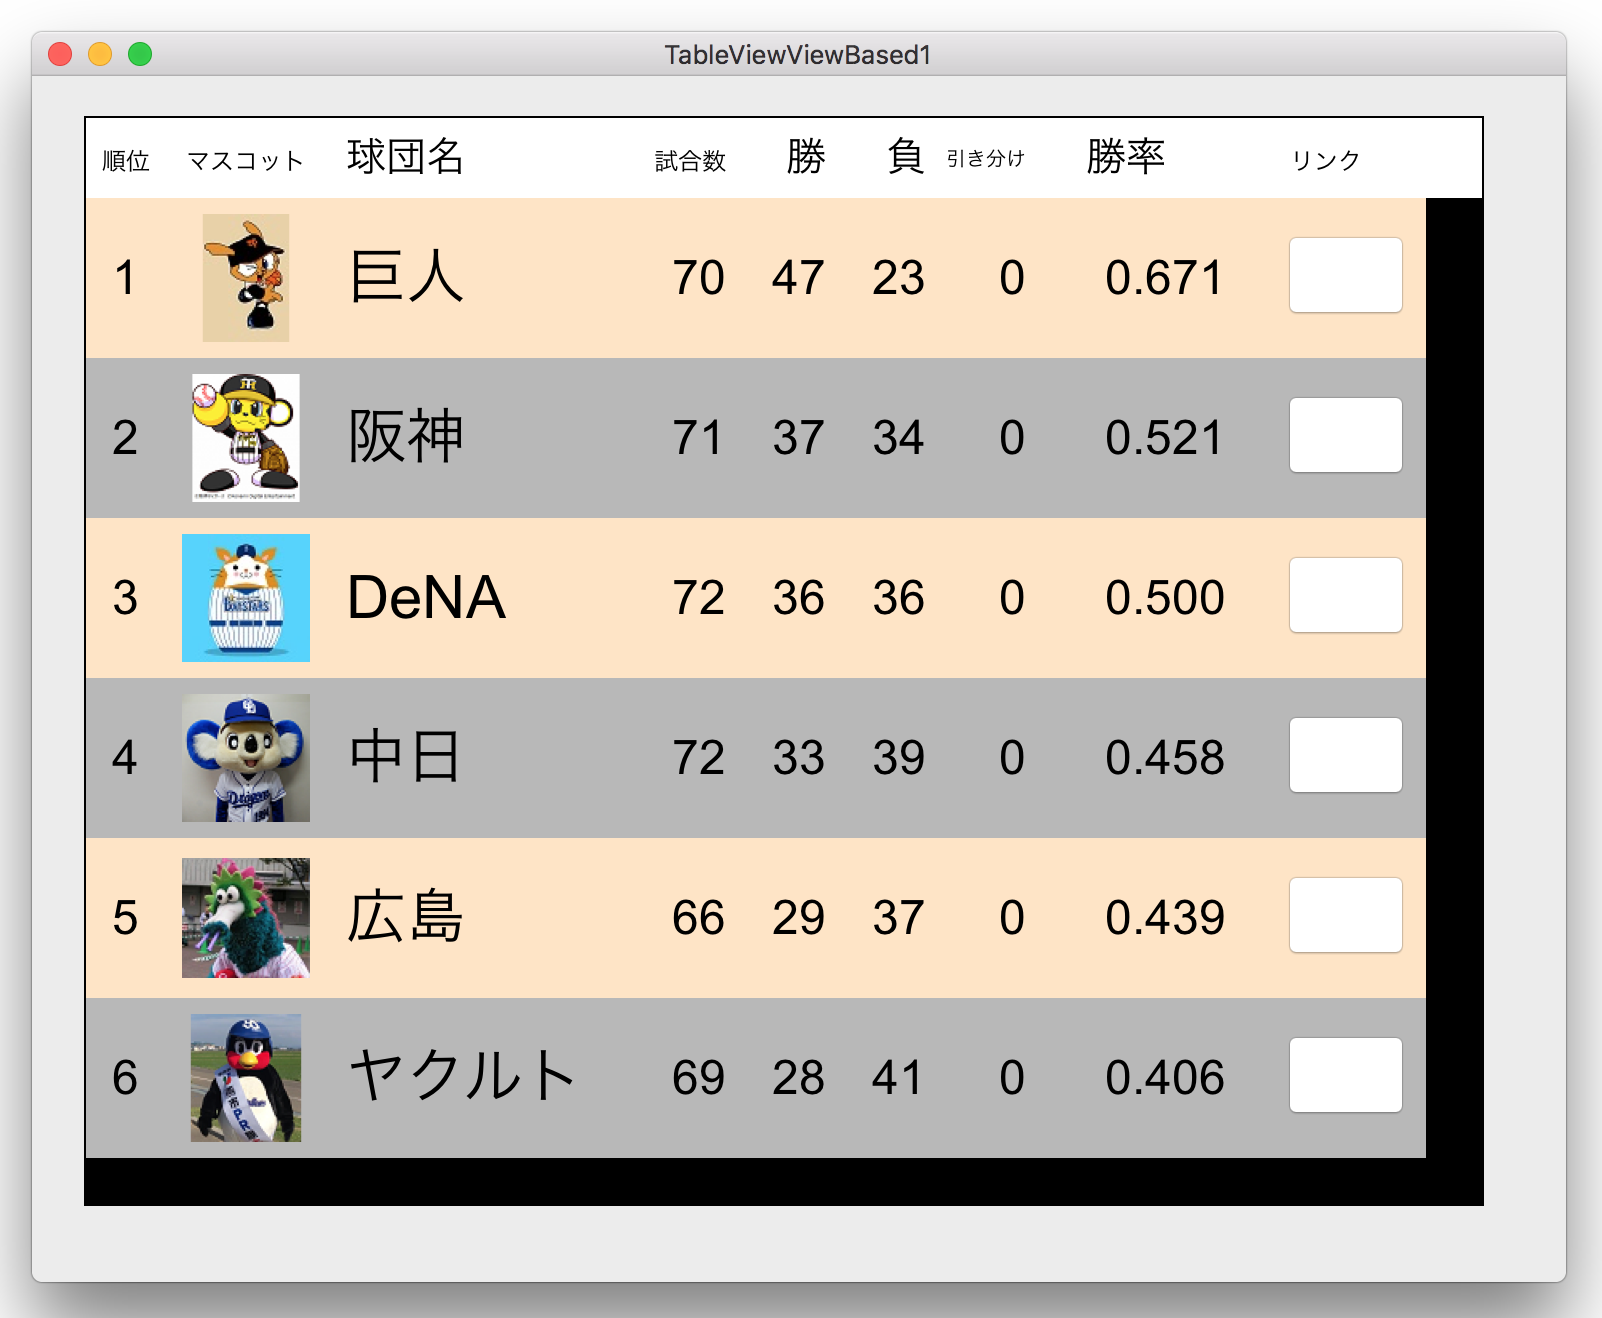 TableViewViewBased1
順位 マスコット 球団名 試合数 勝 負 引き分け 勝率 リンク
1 巨人 70 47 23 0 0.671
2 阪神 71 37 34 0 0.521
3 DeNA 72 36 36 0 0.500
4 中日 72 33 39 0 0.458
5 広島 66 29 37 0 0.439
6 ヤクルト 69 28 41 0 0.406